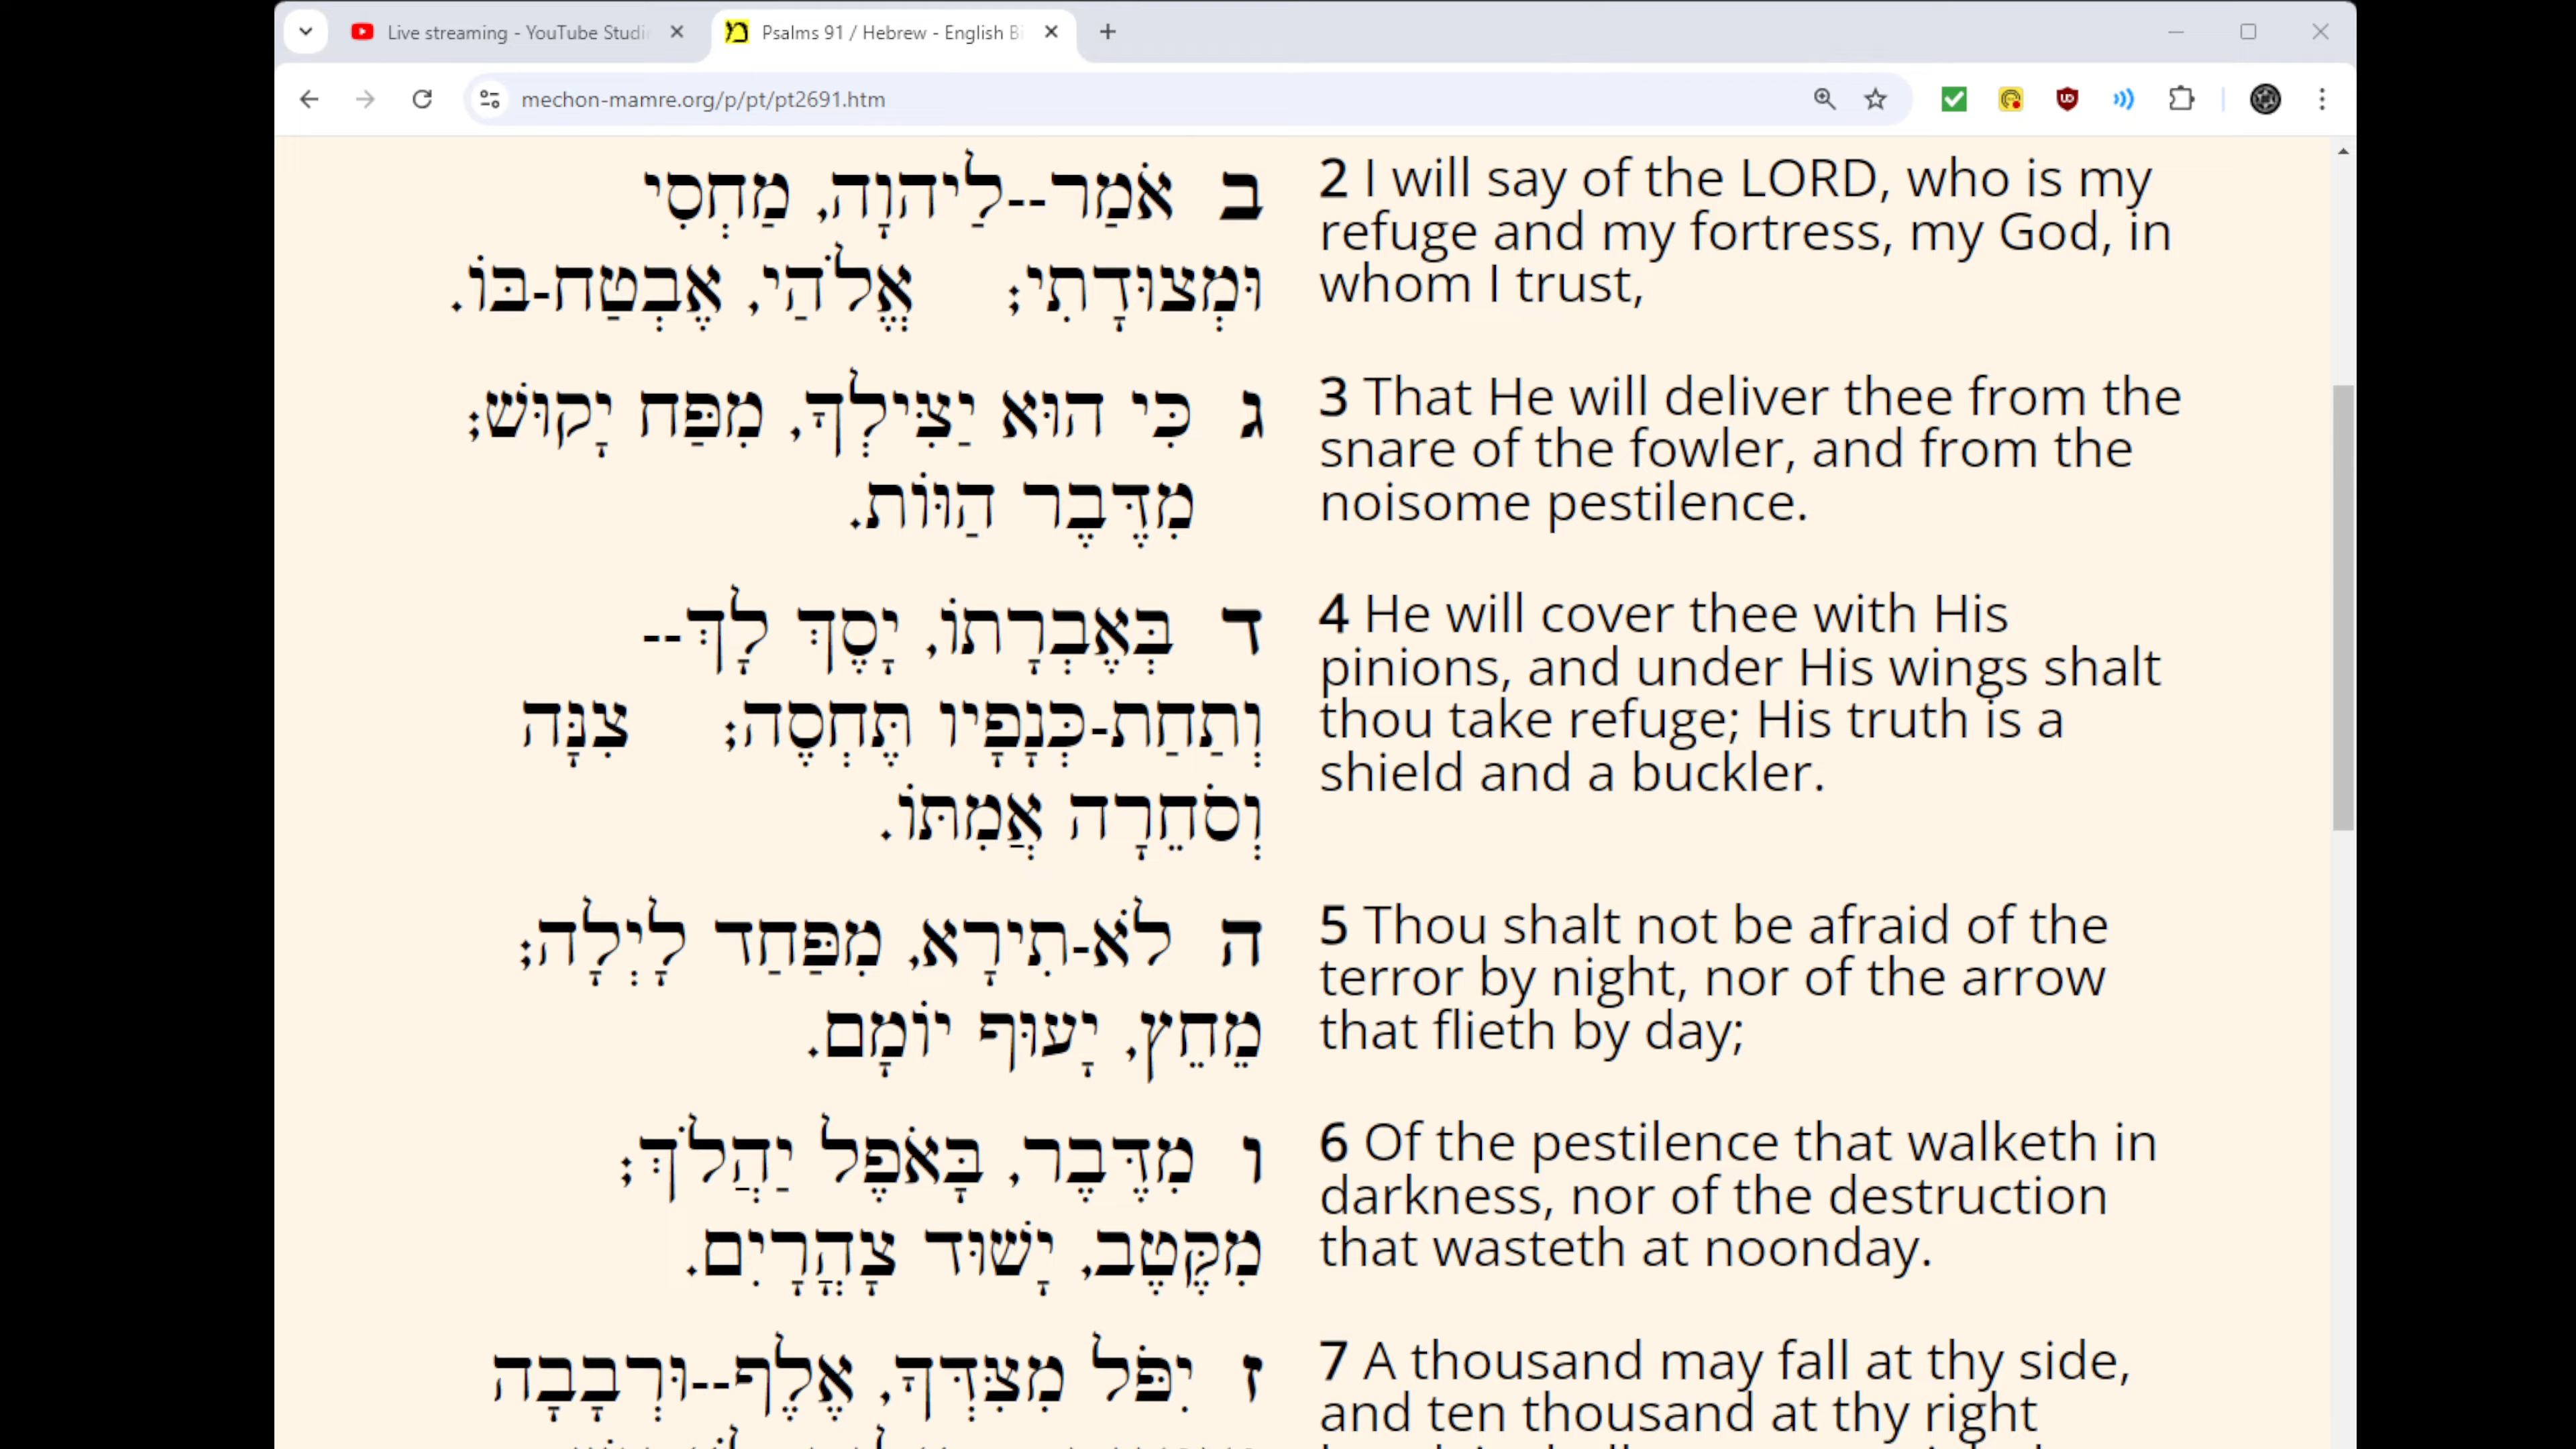 Live streaming - YouTube Studi
Psalms 91 / Hebrew - English Bi
mechon-mamre.org/p/pt/pt2691.htm
ב אֹמַר--לַיהוָה, מַחְסִי
וּמְצוּדָתִי; אֱלֹהַי, אֶבְטַח-בּוֹ.
2 I will say of the LORD, who is my
refuge and my fortress, my God, in
whom I trust,
ג כִּי הוּא יַצִּילְךָ, מִפַּח יָקוּשׁ;
מִדֶּבֶר הַוּוֹת.
3 That He will deliver thee from the
snare of the fowler, and from the
noisome pestilence.
ד בְּאֶבְרָתוֹ, יָסֶךְ לָךְ--
וְתַחַת-כְּנָפָיו תֶּחְסֶה; צִנָּה
וְסֹחֵרָה אֲמִתּוֹ.
4 He will cover thee with His
pinions, and under His wings shalt
thou take refuge; His truth is a
shield and a buckler.
ה לֹא-תִירָא, מִפַּחַד לָיְלָה;
מֵחֵץ, יָעוּף יוֹמָם.
5 Thou shalt not be afraid of the
terror by night, nor of the arrow
that flieth by day;
ו מִדֶּבֶר, בָּאֹפֶל יַהֲלֹךְ;
מִקֶּטֶב, יָשׁוּד צָהֳרָיִם.
6 Of the pestilence that walketh in
darkness, nor of the destruction
that wasteth at noonday.
ז יִפֹּל מִצִּדְּךָ, אֶלֶף--וּרְבָבָה
7 A thousand may fall at thy side,
and ten thousand at thy right